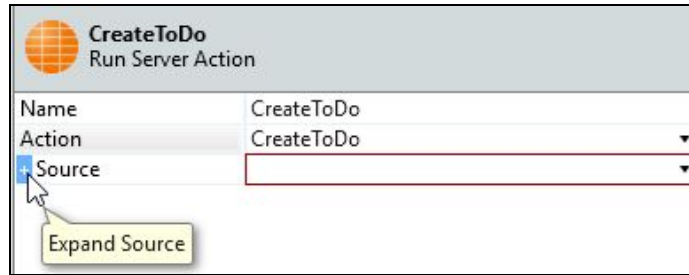 CreateToDo
Run Server Action
Name CreateToDo
Action CreateToDo
+ Source
Expand Source